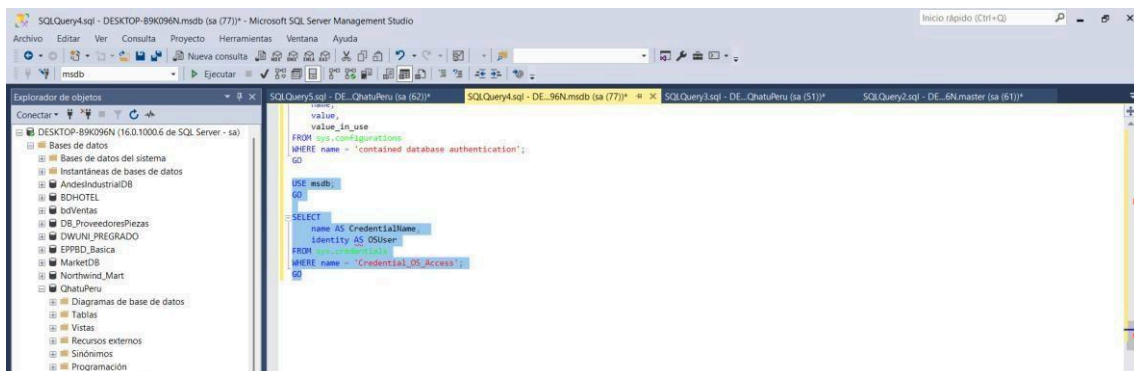 SQLQuery4.sql - DESKTOP-B9K096N.msdb (sa (77))* - Microsoft SQL Server Management Studio
Inicio rápido (Ctrl+Q)
Archivo Editar Ver Consulta Proyecto Herramientas Ventana Ayuda
Nueva consulta
msdb Ejecutar
Explorador de objetos
SQLQuery5.sql - DE...QhatuPeru (sa (62))* SQLQuery4.sql - DE...96N.msdb (sa (77))* SQLQuery3.sql - DE...QhatuPeru (sa (51))* SQLQuery2.sql - DE...6N.master (sa (61))*
Conectar
DESKTOP-B9K096N (16.0.1000.6 de SQL Server - sa)
Bases de datos
Bases de datos del sistema
Instantáneas de bases de datos
AndesIndustrialDB
BDHOTEL
bdVentas
DB_ProveedoresPiezas
DWUNI_PREGRADO
EPPBD_Basica
MarketDB
Northwind_Mart
QhatuPeru
Diagramas de base de datos
Tablas
Vistas
Recursos externos
Sinónimos
Programación
name,
value,
value_in_use
FROM sys.configurations
WHERE name = 'contained database authentication';
GO
USE msdb;
GO
SELECT
name AS CredentialName,
identity AS OSUser
FROM sys.credentials
WHERE name = 'Credential_OS_Access';
GO